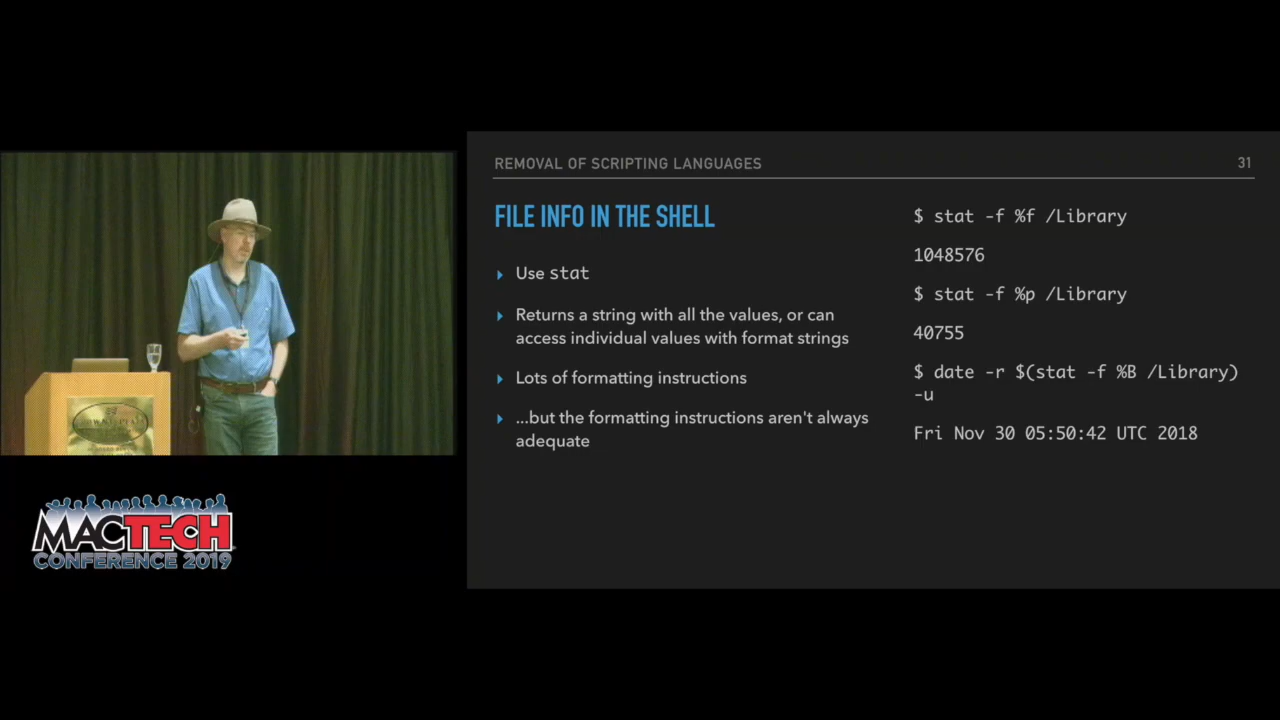 REMOVAL OF SCRIPTING LANGUAGES
31
FILE INFO IN THE SHELL
Use stat
Returns a string with all the values, or can
access individual values with format strings
Lots of formatting instructions
...but the formatting instructions aren't always
adequate
$ stat -f %f /Library
1048576
$ stat -f %p /Library
40755
$ date -r $(stat -f %B /Library)
-u
Fri Nov 30 05:50:42 UTC 2018
MACTECH
CONFERENCE 2019